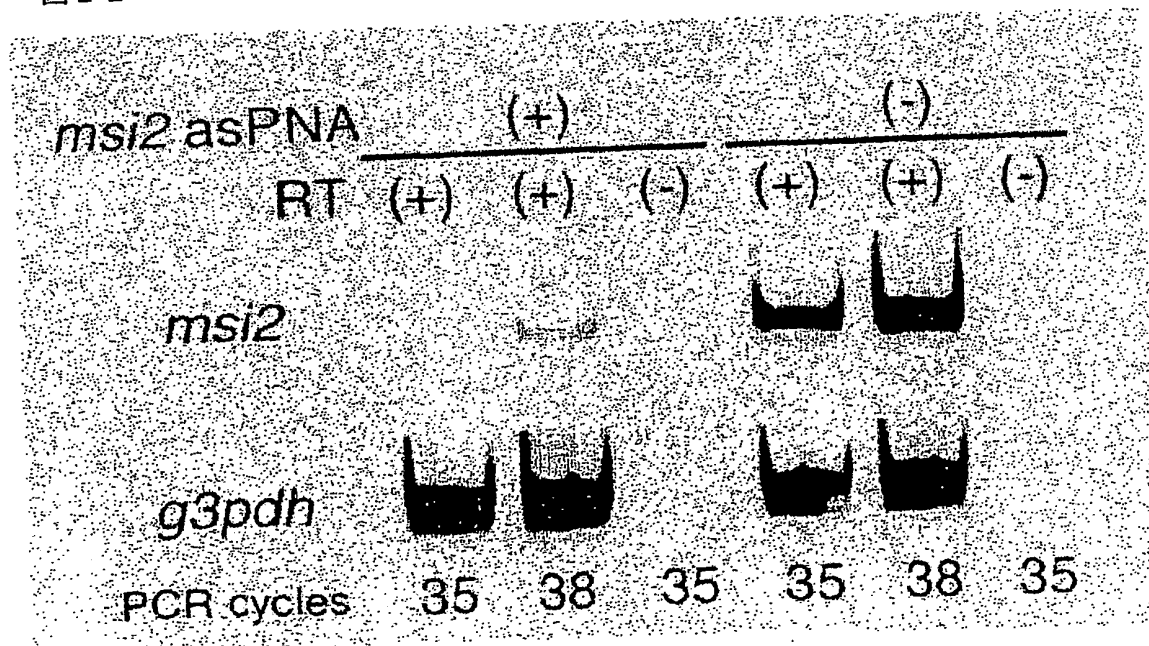 (+) (-)
msi2 asPNA
RT (+) (+) (-) (+) (+) (-)
msi2
g3pdh
PCR cycles 35 38 35 35 38 35